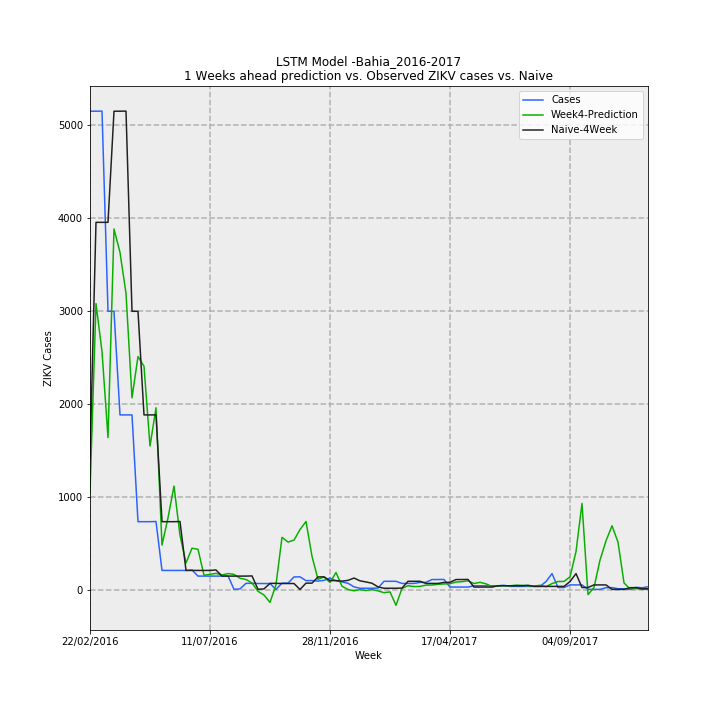 LSTM Model -Bahia_2016-2017
1 Weeks ahead prediction vs. Observed ZIKV cases vs. Naive
Cases
Week4-Prediction
Naive-4Week
ZIKV Cases
5000
4000
3000
2000
1000
0
22/02/2016 11/07/2016 28/11/2016 17/04/2017 04/09/2017
Week